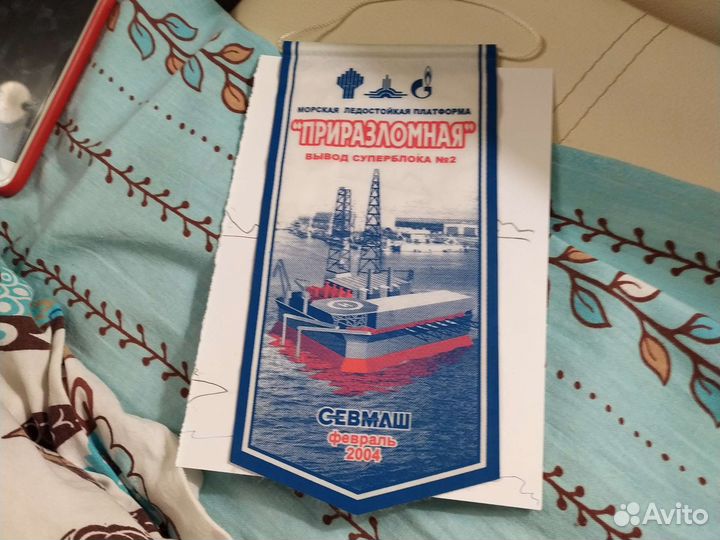 МОРСКАЯ ЛЕДОСТОЙКАЯ ПЛАТФОРМА
"ПРИРАЗЛОМНАЯ"
ВЫВОД СУПЕРБЛОКА №2
СЕВМАШ
февраль
2004
Avito